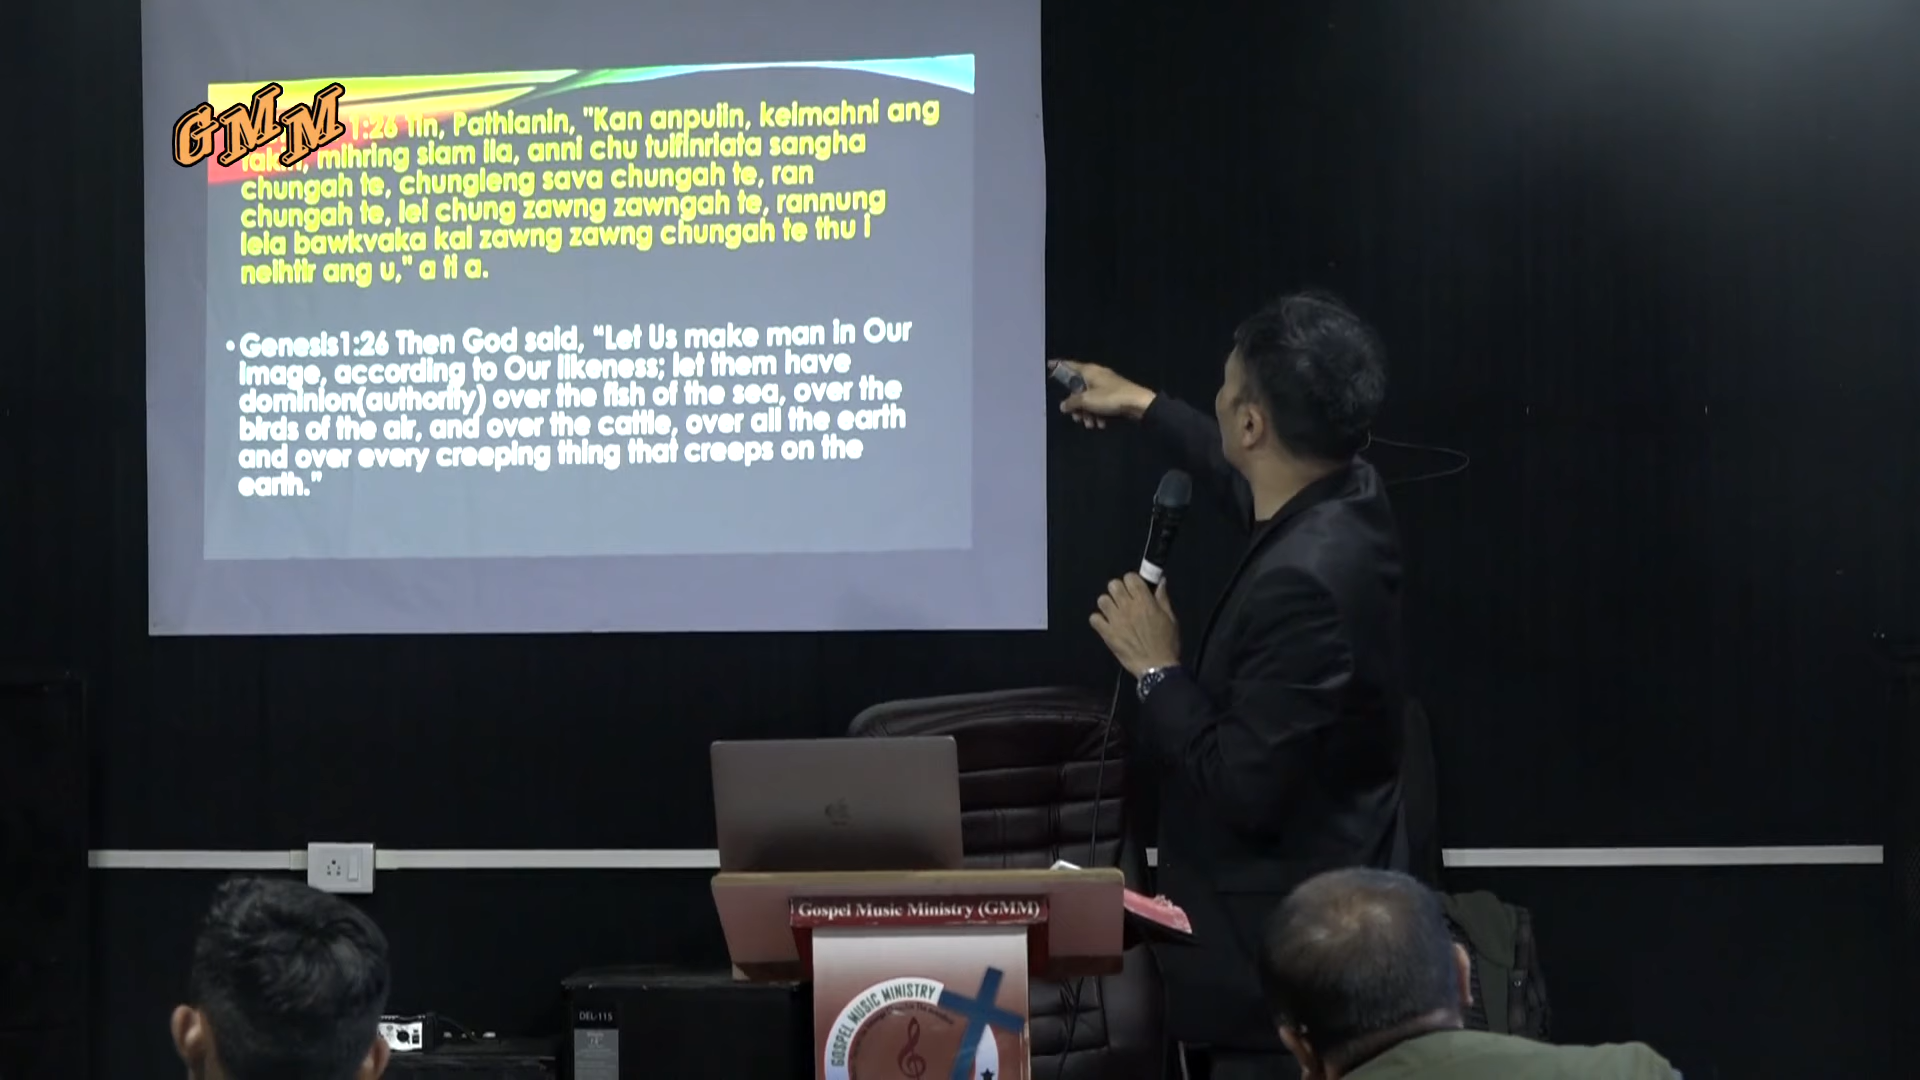 GMM
1:26 Tin, Pathianin, "Kan anpuiin, keimahni ang
takin, mihring siam ila, anni chu tuifinriata sangha
chungah te, chungleng sava chungah te, ran
chungah te, lei chung zawng zawngah te, rannung
leia bawkvaka kal zawng zawng chungah te thu i
neihtir ang u," a ti a.
• Genesis1:26 Then God said, “Let Us make man in Our
image, according to Our likeness; let them have
dominion(authority) over the fish of the sea, over the
birds of the air, and over the cattle, over all the earth
and over every creeping thing that creeps on the
earth.”
Gospel Music Ministry (GMM)
GOSPEL MUSIC MINISTRY
DEL-115